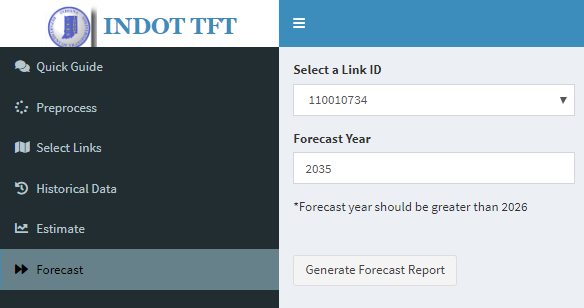 INDOT TFT
Quick Guide
Preprocess
Select Links
Historical Data
Estimate
Forecast
Select a Link ID
110010734
Forecast Year
2035
*Forecast year should be greater than 2026
Generate Forecast Report